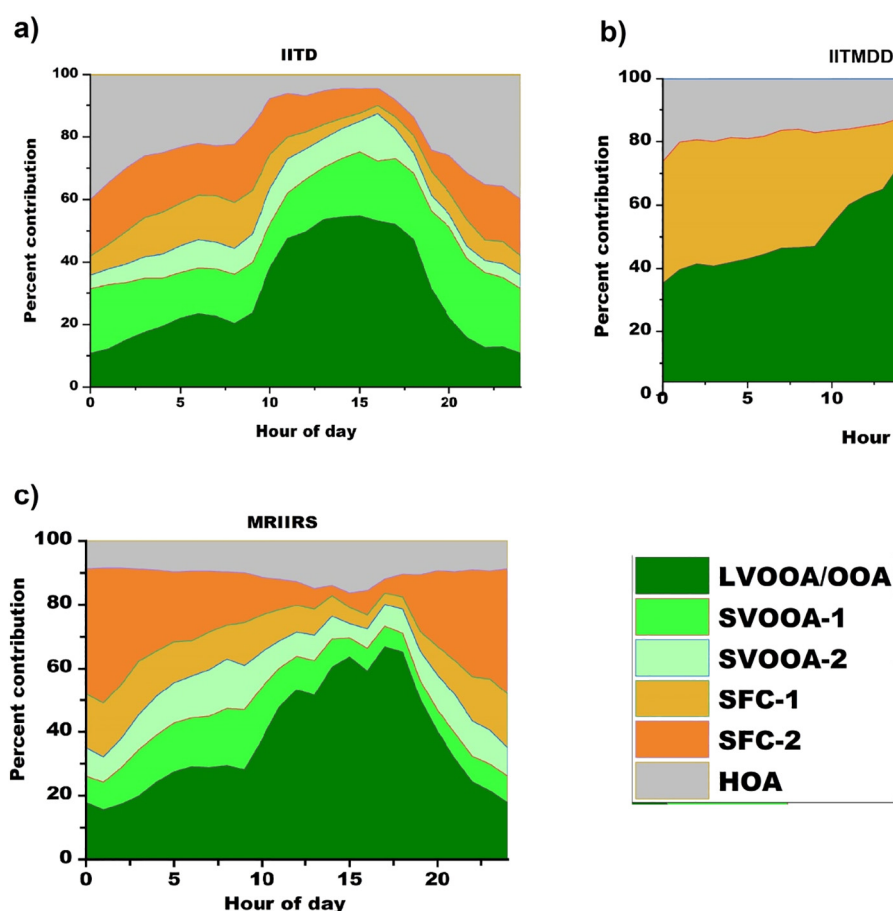 a)
IITD
100
80
60
40
20
0
0 5 10 15 20
Percent contribution
Hour of day
b)
IITMDD
100
80
60
40
20
0
0 5 10
Percent contribution
Hour
c)
MRIIRS
100
80
60
40
20
0
0 5 10 15 20
Percent contribution
Hour of day
LVOOA/OOA
SVOOA-1
SVOOA-2
SFC-1
SFC-2
HOA